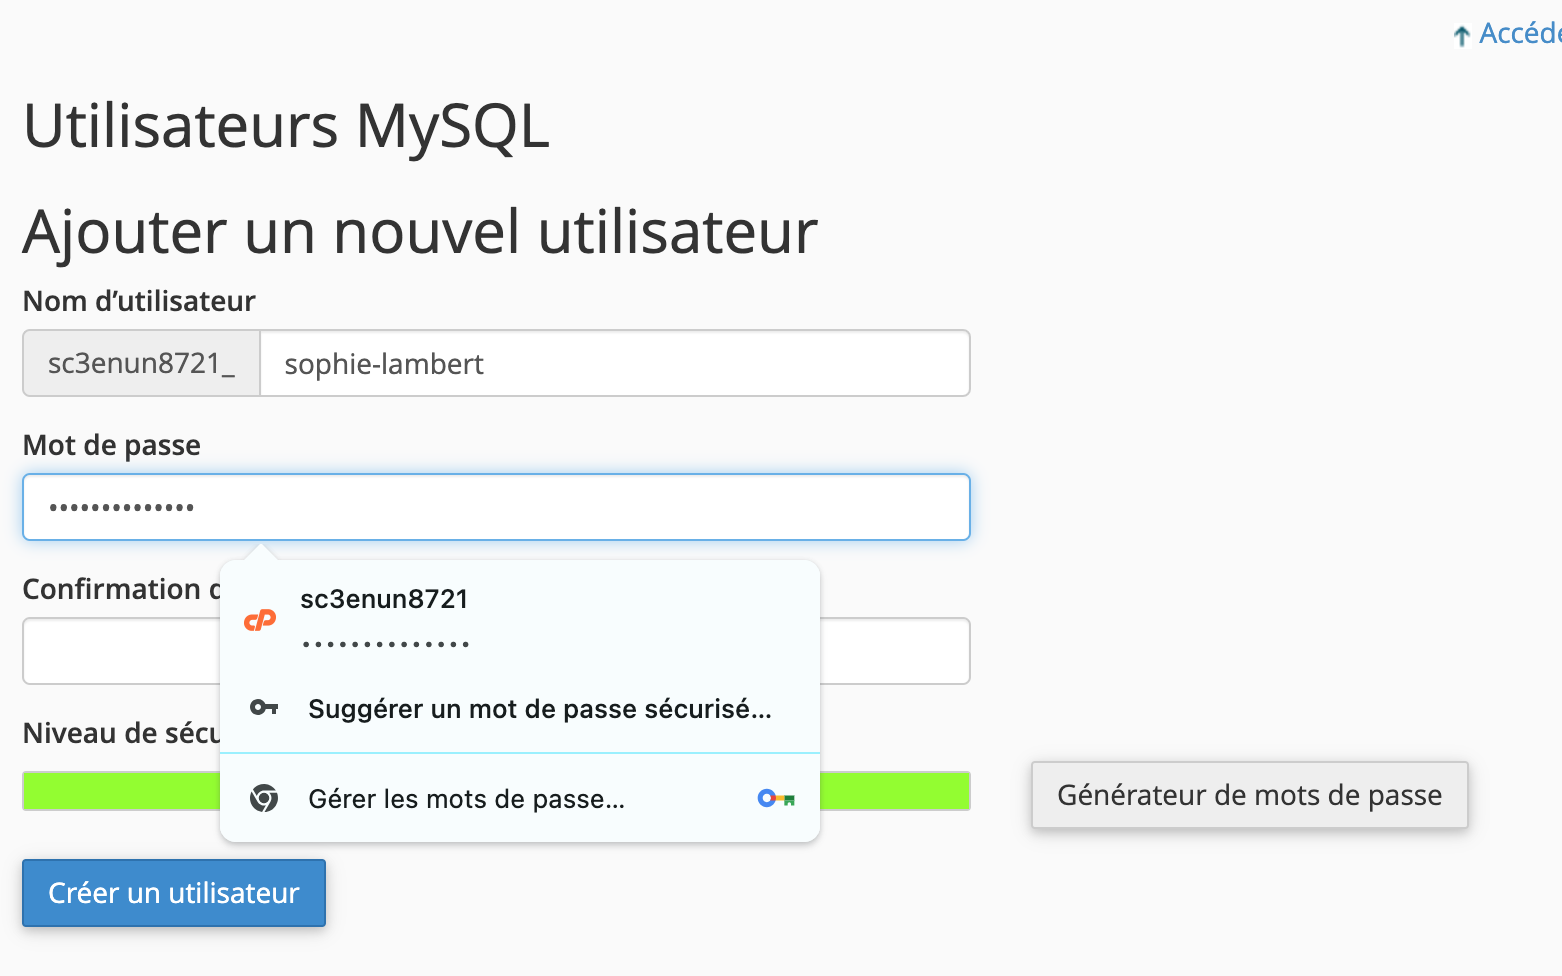 Accéde
Utilisateurs MySQL
Ajouter un nouvel utilisateur
Nom d’utilisateur
sc3enun8721_
sophie-lambert
Mot de passe
••••••••••••••
Confirmation
sc3enun8721
••••••••••••••
Suggérer un mot de passe sécurisé...
Niveau de sécu
Gérer les mots de passe...
Générateur de mots de passe
Créer un utilisateur